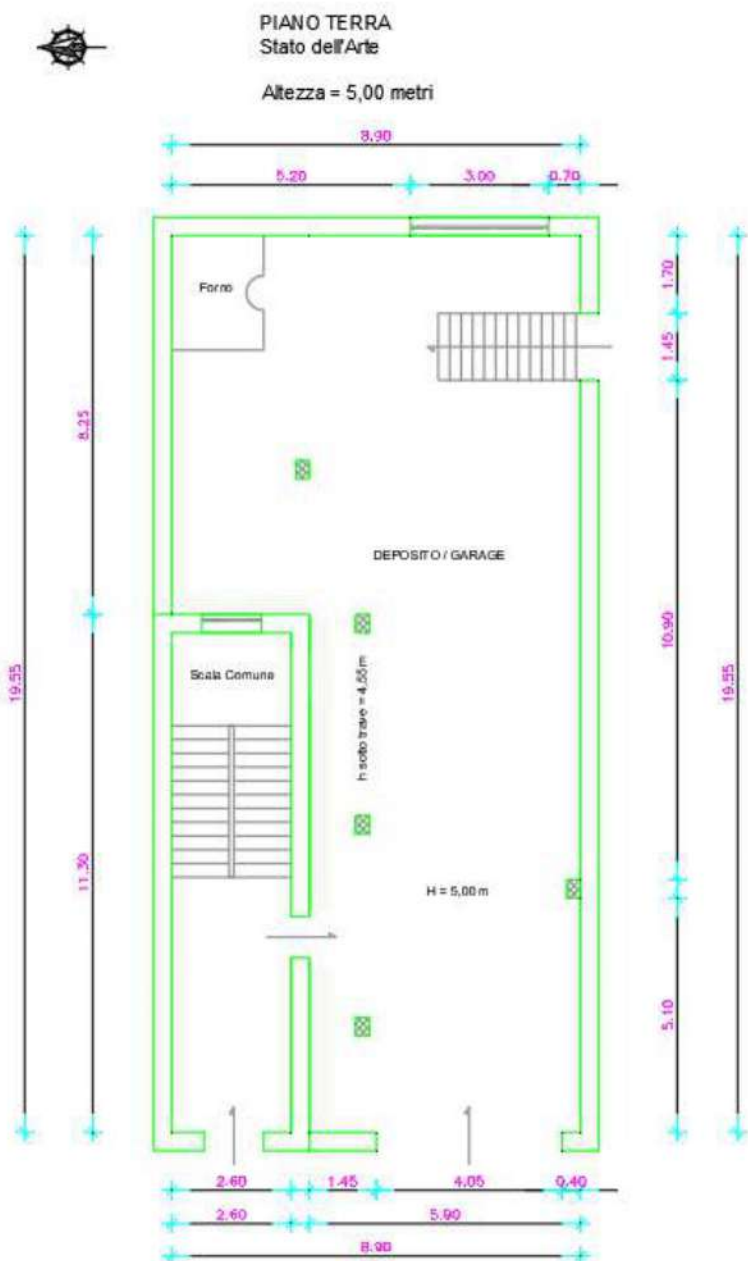 PIANO TERRA
Stato dell'Arte
Altezza = 5,00 metri
8.90
5.20
3.00
0.70
Forno
1.70
1.45
8.25
DEPOSITO / GARAGE
10.90
19.55
19.55
Scala Comune
h sotto trave = 4,55 m
11.30
H = 5,00 m
5.10
2.60
1.45
4.05
0.40
2.60
5.90
8.90